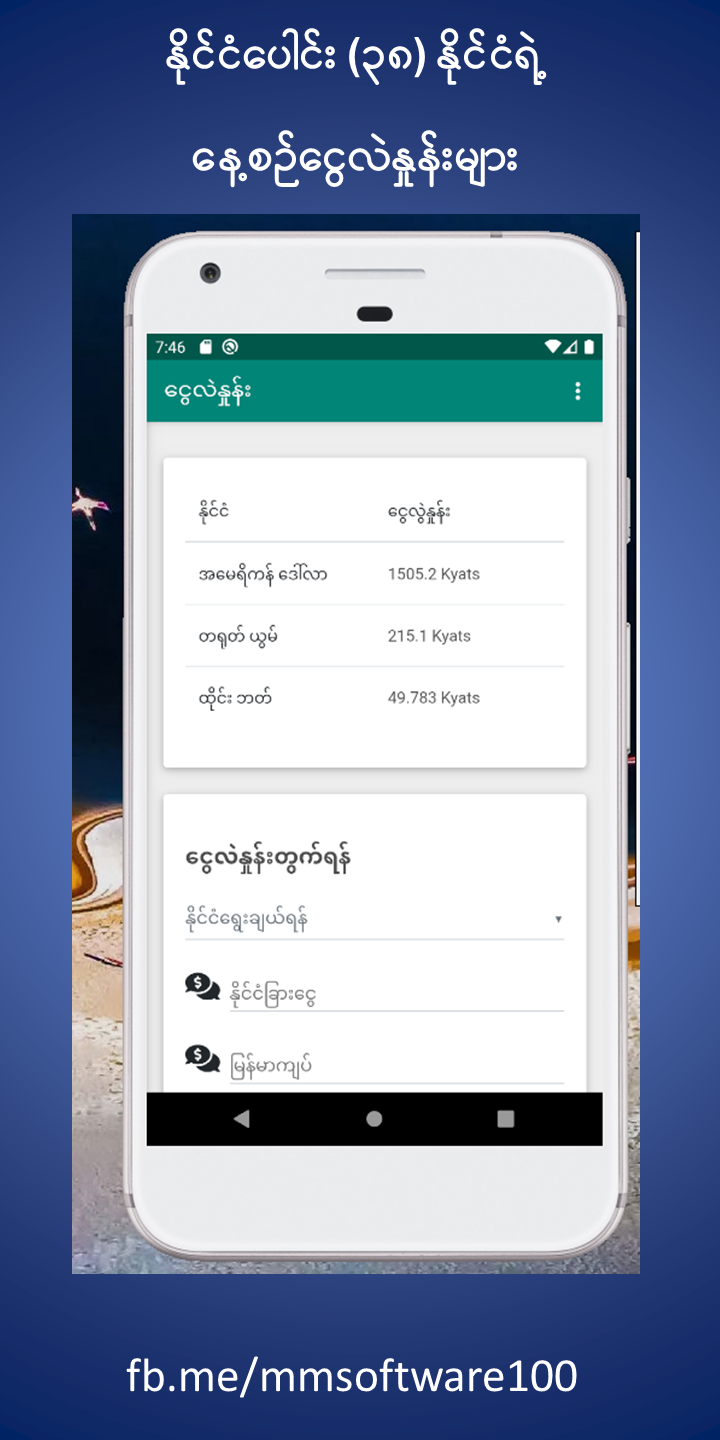 နိုင်ငံပေါင်း (၃၈) နိုင်ငံရဲ့
နေ့စဉ်ငွေလဲနှုန်းများ
7:46
ငွေလဲနှုန်း
နိုင်ငံ ငွေလွဲနှုန်း
အမေရိကန် ဒေါ်လာ 1505.2 Kyats
တရုတ် ယွမ် 215.1 Kyats
ထိုင်း ဘတ် 49.783 Kyats
ငွေလဲနှုန်းတွက်ရန်
နိုင်ငံရွေးချယ်ရန်
နိုင်ငံခြားငွေ
မြန်မာကျပ်
fb.me/mmsoftware100